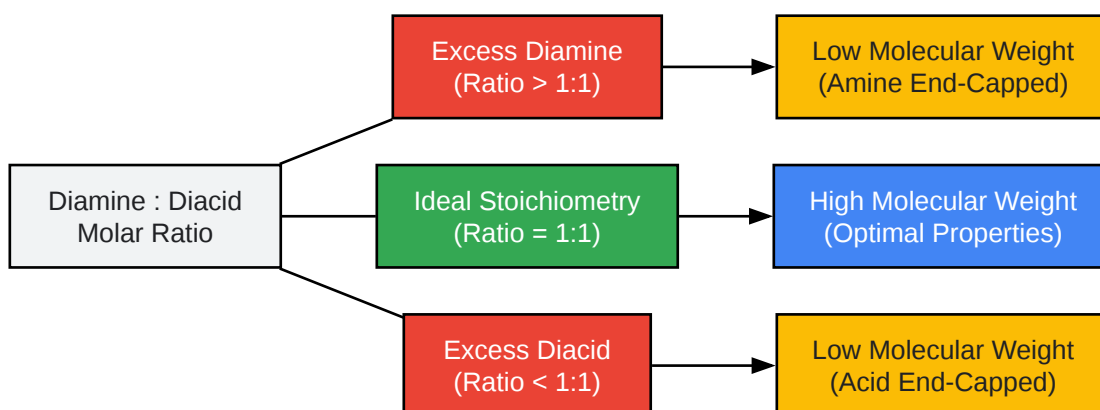 Excess Diamine
(Ratio > 1:1)
Low Molecular Weight
(Amine End-Capped)
Diamine : Diacid
Molar Ratio
Ideal Stoichiometry
(Ratio = 1:1)
High Molecular Weight
(Optimal Properties)
Excess Diacid
(Ratio < 1:1)
Low Molecular Weight
(Acid End-Capped)